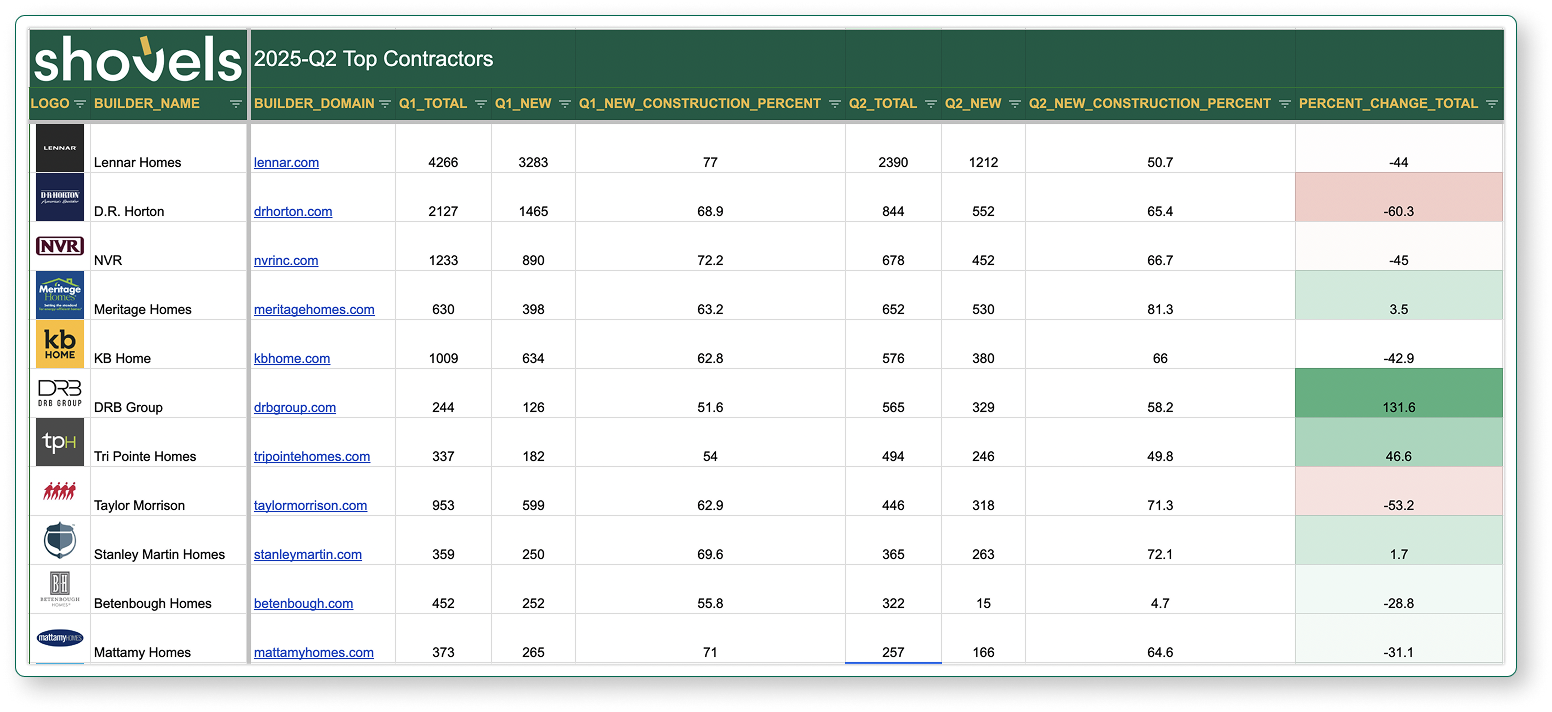 shovels 2025-Q2 Top Contractors
LOGO BUILDER_NAME BUILDER_DOMAIN Q1_TOTAL Q1_NEW Q1_NEW_CONSTRUCTION_PERCENT Q2_TOTAL Q2_NEW Q2_NEW_CONSTRUCTION_PERCENT PERCENT_CHANGE_TOTAL
LENNAR
Lennar Homes lennar.com 4266 3283 77 2390 1212 50.7 -44
D·R·HORTON
America's Builder
D.R. Horton drhorton.com 2127 1465 68.9 844 552 65.4 -60.3
NVR
NVR nvrinc.com 1233 890 72.2 678 452 66.7 -45
Meritage
Homes
Meritage Homes meritagehomes.com 630 398 63.2 652 530 81.3 3.5
kb
HOME
KB Home kbhome.com 1009 634 62.8 576 380 66 -42.9
DRB
DRB GROUP
DRB Group drbgroup.com 244 126 51.6 565 329 58.2 131.6
tpH
Tri Pointe Homes tripointehomes.com 337 182 54 494 246 49.8 46.6
Taylor Morrison taylormorrison.com 953 599 62.9 446 318 71.3 -53.2
Stanley Martin Homes stanleymartin.com 359 250 69.6 365 263 72.1 1.7
BH
BETENBOUGH
HOMES
Betenbough Homes betenbough.com 452 252 55.8 322 15 4.7 -28.8
mattamyHOMES
Mattamy Homes mattamyhomes.com 373 265 71 257 166 64.6 -31.1